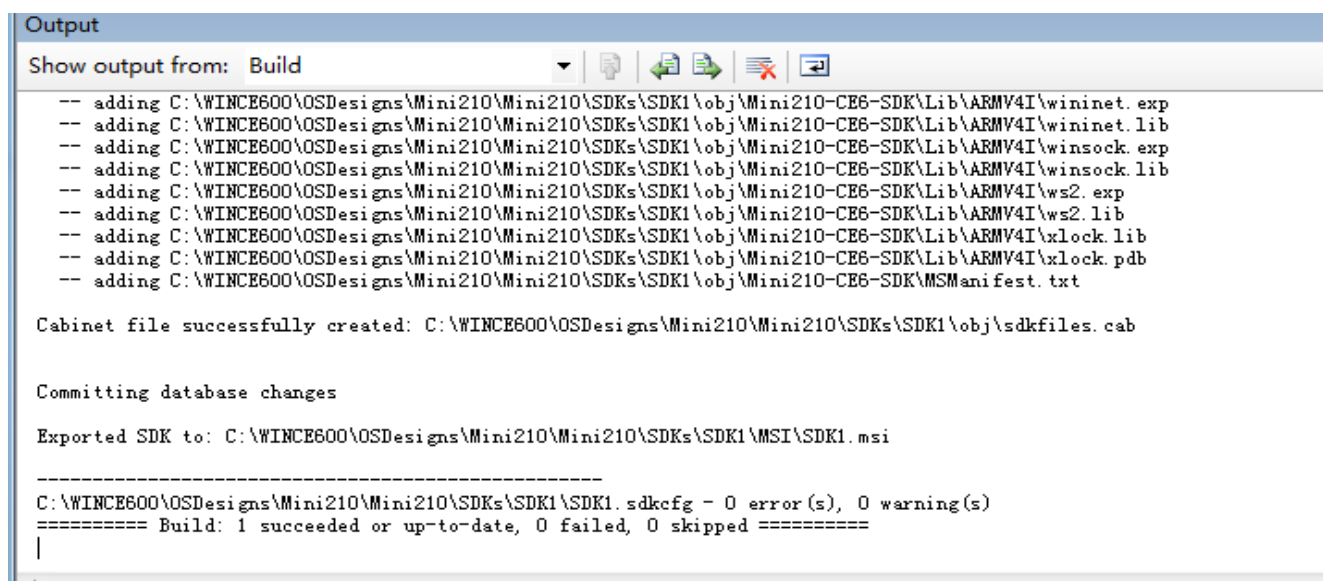 Output
Show output from: Build
-- adding C:\WINCE600\OSDesigns\Mini210\Mini210\SDKs\SDK1\obj\Mini210-CE6-SDK\Lib\ARMV4I\wininet.exp
-- adding C:\WINCE600\OSDesigns\Mini210\Mini210\SDKs\SDK1\obj\Mini210-CE6-SDK\Lib\ARMV4I\wininet.lib
-- adding C:\WINCE600\OSDesigns\Mini210\Mini210\SDKs\SDK1\obj\Mini210-CE6-SDK\Lib\ARMV4I\winsock.exp
-- adding C:\WINCE600\OSDesigns\Mini210\Mini210\SDKs\SDK1\obj\Mini210-CE6-SDK\Lib\ARMV4I\winsock.lib
-- adding C:\WINCE600\OSDesigns\Mini210\Mini210\SDKs\SDK1\obj\Mini210-CE6-SDK\Lib\ARMV4I\ws2.exp
-- adding C:\WINCE600\OSDesigns\Mini210\Mini210\SDKs\SDK1\obj\Mini210-CE6-SDK\Lib\ARMV4I\ws2.lib
-- adding C:\WINCE600\OSDesigns\Mini210\Mini210\SDKs\SDK1\obj\Mini210-CE6-SDK\Lib\ARMV4I\xlock.lib
-- adding C:\WINCE600\OSDesigns\Mini210\Mini210\SDKs\SDK1\obj\Mini210-CE6-SDK\Lib\ARMV4I\xlock.pdb
-- adding C:\WINCE600\OSDesigns\Mini210\Mini210\SDKs\SDK1\obj\Mini210-CE6-SDK\MSManifest.txt
Cabinet file successfully created: C:\WINCE600\OSDesigns\Mini210\Mini210\SDKs\SDK1\obj\sdkfiles.cab
Committing database changes
Exported SDK to: C:\WINCE600\OSDesigns\Mini210\Mini210\SDKs\SDK1\MSI\SDK1.msi
---------------------------------------------------
C:\WINCE600\OSDesigns\Mini210\Mini210\SDKs\SDK1\SDK1.sdkcfg - 0 error(s), 0 warning(s)
========== Build: 1 succeeded or up-to-date, 0 failed, 0 skipped ==========